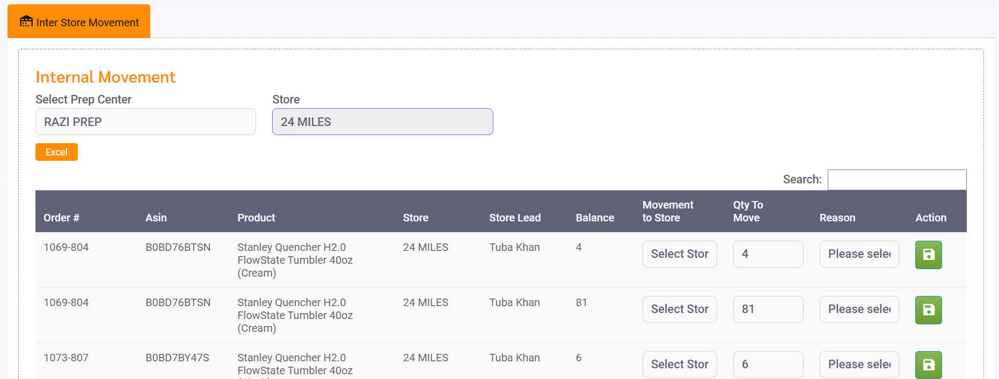 Inter Store Movement
Internal Movement
Select Prep Center
Store
RAZI PREP
24 MILES
Excel
Search:
Order #
Asin
Product
Store
Store Lead
Balance
Movement
to Store
Qty To
Move
Reason
Action
1069-804
B0BD76BTSN
Stanley Quencher H2.0
FlowState Tumbler 40oz
(Cream)
24 MILES
Tuba Khan
4
Select Stor
4
Please sele
1069-804
B0BD76BTSN
Stanley Quencher H2.0
FlowState Tumbler 40oz
(Cream)
24 MILES
Tuba Khan
81
Select Stor
81
Please sele
1073-807
B0BD7BY47S
Stanley Quencher H2.0
FlowState Tumbler 40oz
24 MILES
Tuba Khan
6
Select Stor
6
Please sele